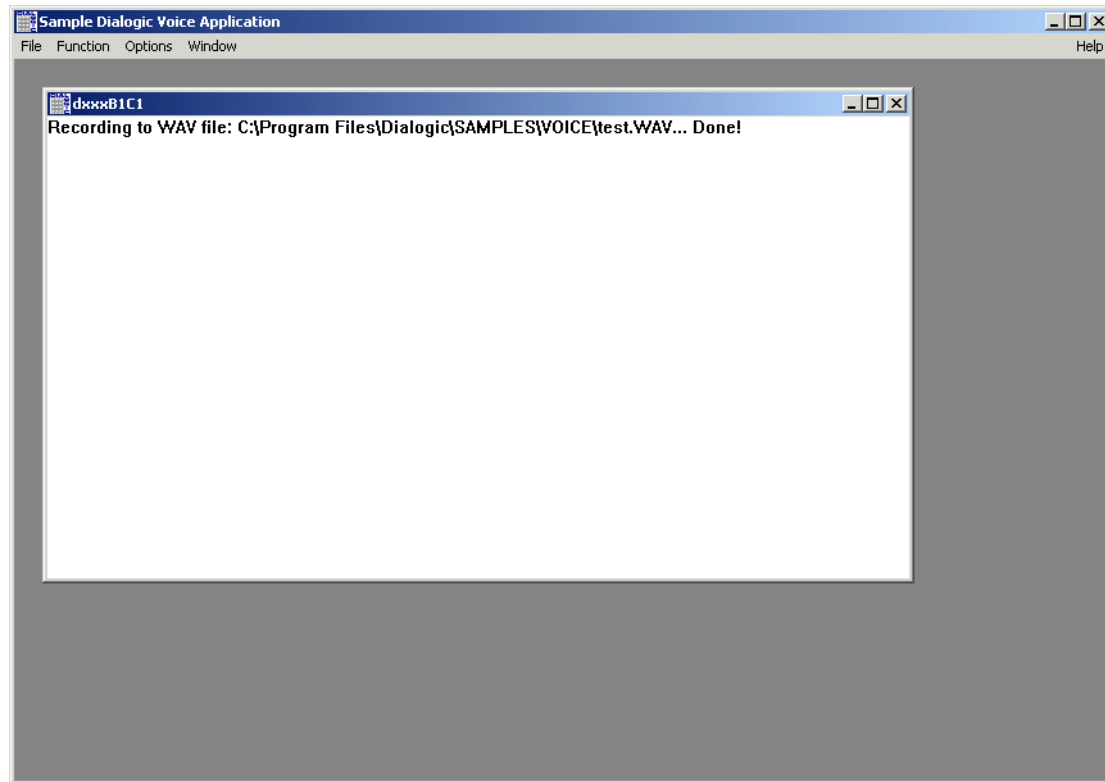 Sample Dialogic Voice Application
File Function Options Window Help
dxxxB1C1
Recording to WAV file: C:\Program Files\Dialogic\SAMPLES\VOICE\test.WAV... Done!